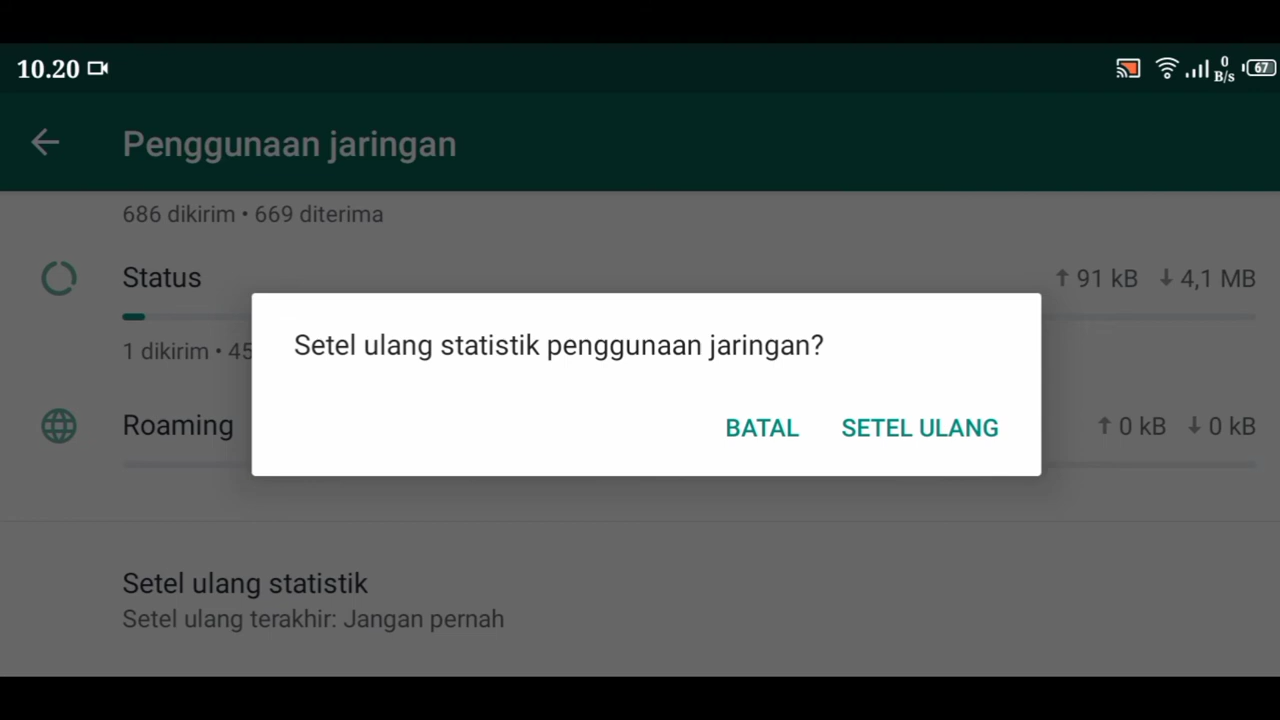 10.20
0
B/s
67
Penggunaan jaringan
686 dikirim • 669 diterima
Status
↑ 91 kB ↓ 4,1 MB
1 dikirim • 45
Setel ulang statistik penggunaan jaringan?
BATAL SETEL ULANG
Roaming
↑ 0 kB ↓ 0 kB
Setel ulang statistik
Setel ulang terakhir: Jangan pernah